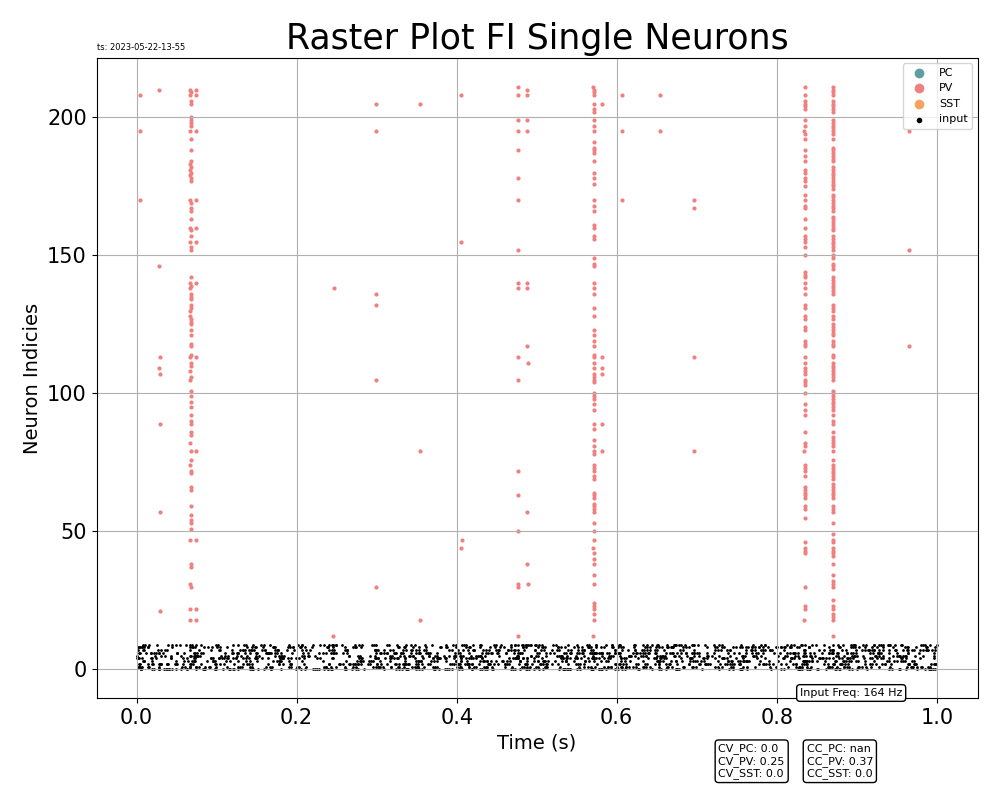 Raster Plot FI Single Neurons
ts: 2023-05-22-13-55
PC
PV
SST
input
200
150
100
50
0
Neuron Indicies
0.0 0.2 0.4 0.6 0.8 1.0
Time (s)
Input Freq: 164 Hz
CV_PC: 0.0
CV_PV: 0.25
CV_SST: 0.0
CC_PC: nan
CC_PV: 0.37
CC_SST: 0.0